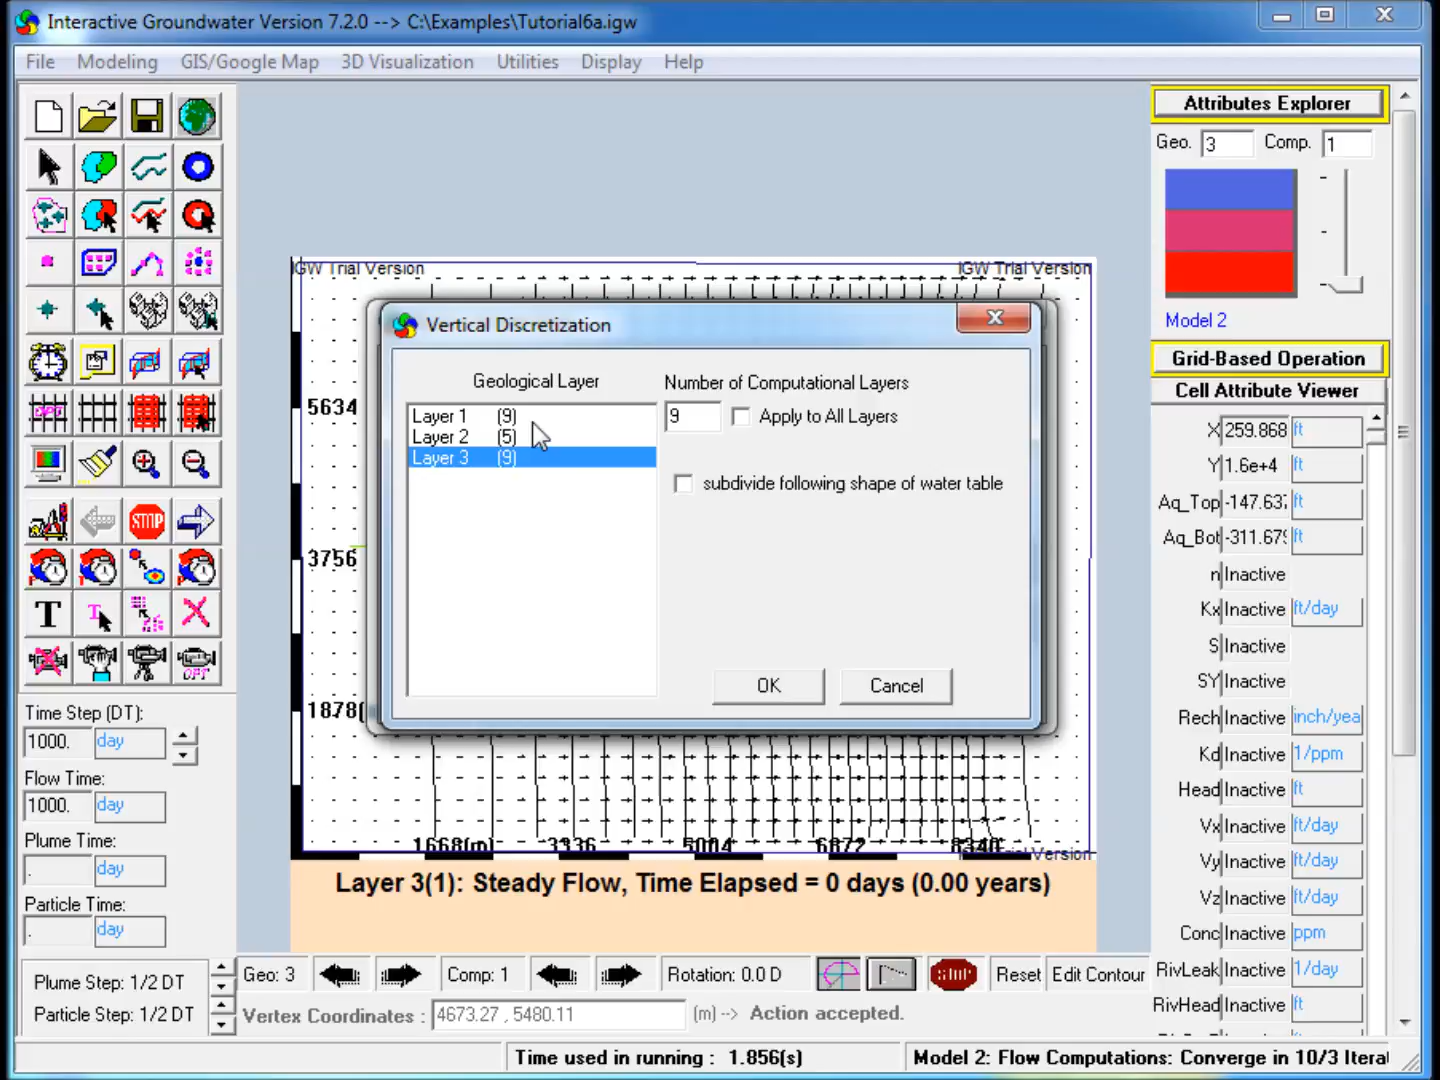 Interactive Groundwater Version 7.2.0 --> C:\Examples\Tutorial6a.igw
File Modeling GIS/Google Map 3D Visualization Utilities Display Help
Attributes Explorer
Geo. 3 Comp. 1
Model 2
Grid-Based Operation
Cell Attribute Viewer
X 259.868 ft
Y 1.6e+4 ft
Aq_Top -147.637 ft
Aq_Bot -311.679 ft
n Inactive
Kx Inactive ft/day
S Inactive
SY Inactive
Rech Inactive inch/yea
Kd Inactive 1/ppm
Head Inactive ft
Vx Inactive ft/day
Vy Inactive ft/day
Vz Inactive ft/day
Conc Inactive ppm
RivLeak Inactive 1/day
RivHead Inactive ft
IGW Trial Version IGW Trial Version
Vertical Discretization
Geological Layer
Number of Computational Layers
Layer 1 (9)
Layer 2 (5)
Layer 3 (9)
9 Apply to All Layers
subdivide following shape of water table
OK Cancel
5634
3756
1878(
1668(m) 3336 5004 6872 8340
Version
Layer 3(1): Steady Flow, Time Elapsed = 0 days (0.00 years)
OPT
STOP
T
T
OPT
Time Step (DT):
1000. day
Flow Time:
1000. day
Plume Time:
. day
Particle Time:
. day
Plume Step: 1/2 DT
Particle Step: 1/2 DT
Geo: 3 Comp: 1 Rotation: 0.0 D STOP Reset Edit Contour
Vertex Coordinates : 4673.27 , 5480.11 (m) --> Action accepted.
Time used in running : 1.856(s) Model 2: Flow Computations: Converge in 10/3 Itera